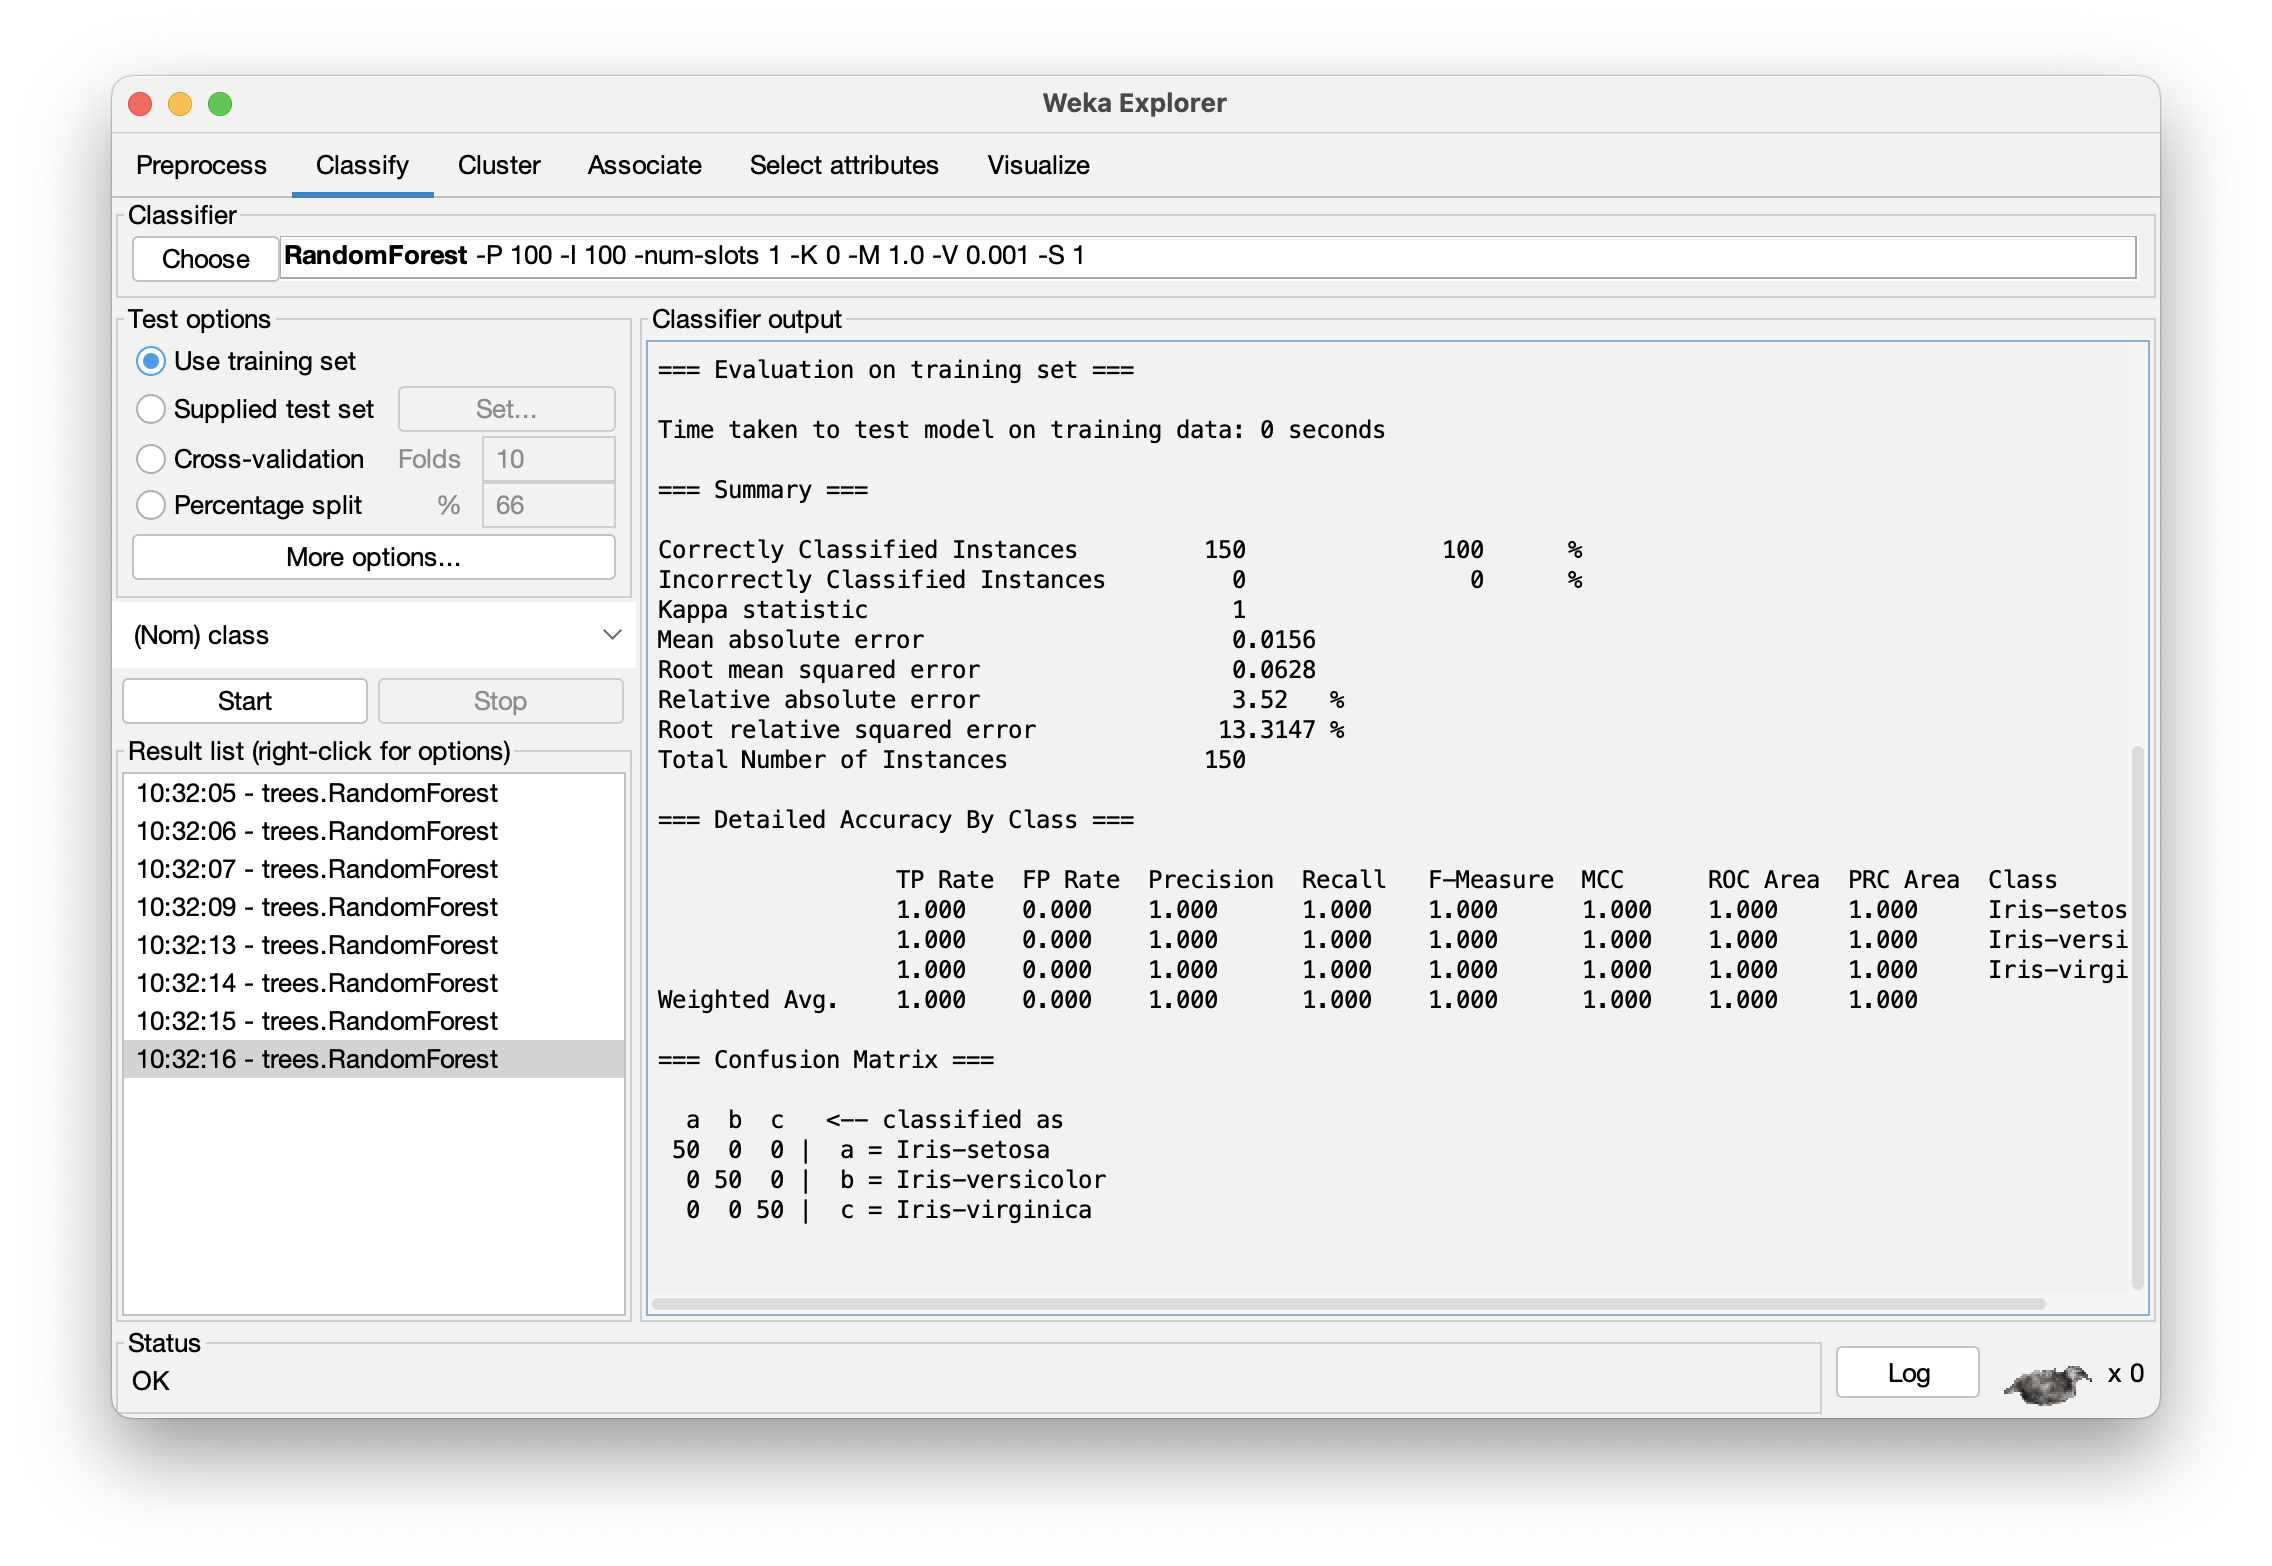 Weka Explorer
Preprocess Classify Cluster Associate Select attributes Visualize
Classifier
Choose RandomForest -P 100 -I 100 -num-slots 1 -K 0 -M 1.0 -V 0.001 -S 1
Test options
Use training set
Supplied test set Set...
Cross-validation Folds 10
Percentage split % 66
More options...
(Nom) class
Start Stop
Result list (right-click for options)
10:32:05 - trees.RandomForest
10:32:06 - trees.RandomForest
10:32:07 - trees.RandomForest
10:32:09 - trees.RandomForest
10:32:13 - trees.RandomForest
10:32:14 - trees.RandomForest
10:32:15 - trees.RandomForest
10:32:16 - trees.RandomForest
Classifier output
=== Evaluation on training set ===
Time taken to test model on training data: 0 seconds
=== Summary ===
Correctly Classified Instances 150 100 %
Incorrectly Classified Instances 0 0 %
Kappa statistic 1
Mean absolute error 0.0156
Root mean squared error 0.0628
Relative absolute error 3.52 %
Root relative squared error 13.3147 %
Total Number of Instances 150
=== Detailed Accuracy By Class ===
TP Rate FP Rate Precision Recall F-Measure MCC ROC Area PRC Area Class
1.000 0.000 1.000 1.000 1.000 1.000 1.000 1.000 Iris-setos
1.000 0.000 1.000 1.000 1.000 1.000 1.000 1.000 Iris-versi
1.000 0.000 1.000 1.000 1.000 1.000 1.000 1.000 Iris-virgi
Weighted Avg. 1.000 0.000 1.000 1.000 1.000 1.000 1.000 1.000
=== Confusion Matrix ===
a b c <-- classified as
50 0 0 | a = Iris-setosa
0 50 0 | b = Iris-versicolor
0 0 50 | c = Iris-virginica
Status
OK
Log x 0